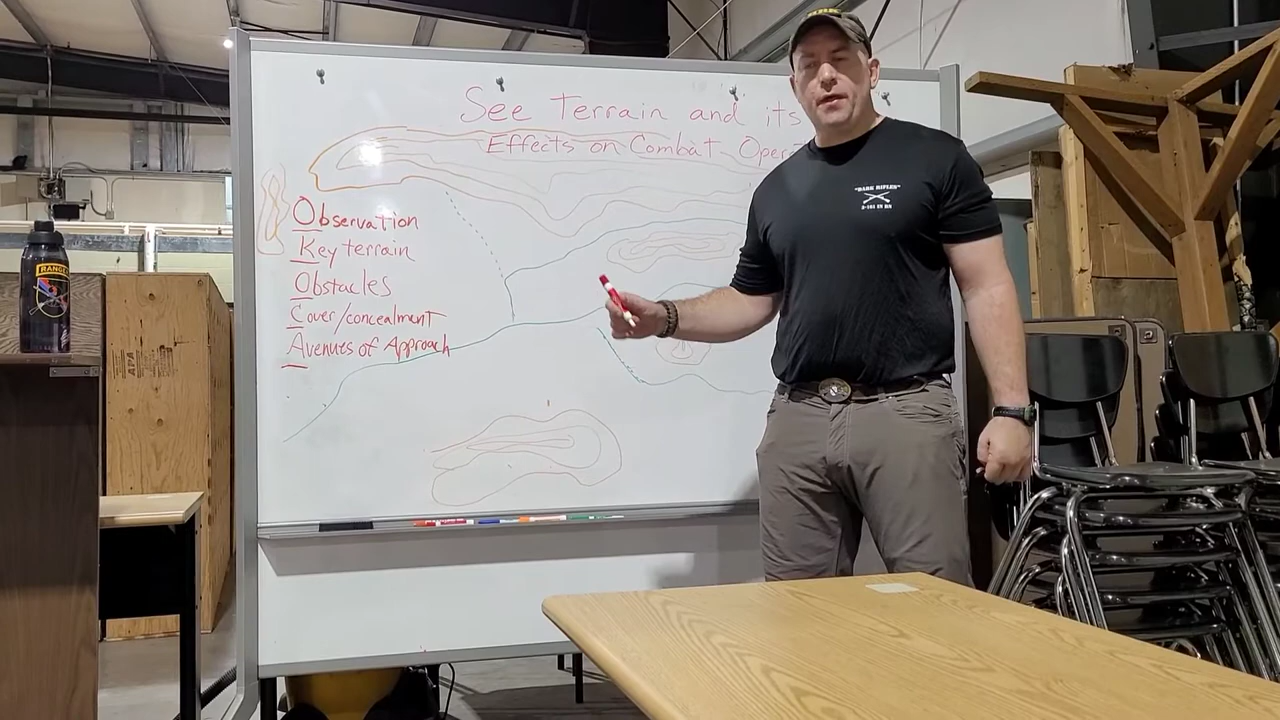 See Terrain and its
Effects on Combat Oper
Observation
Key terrain
Obstacles
Cover/concealment
Avenues of Approach
"DARK RIFLES"
RANGER
APA